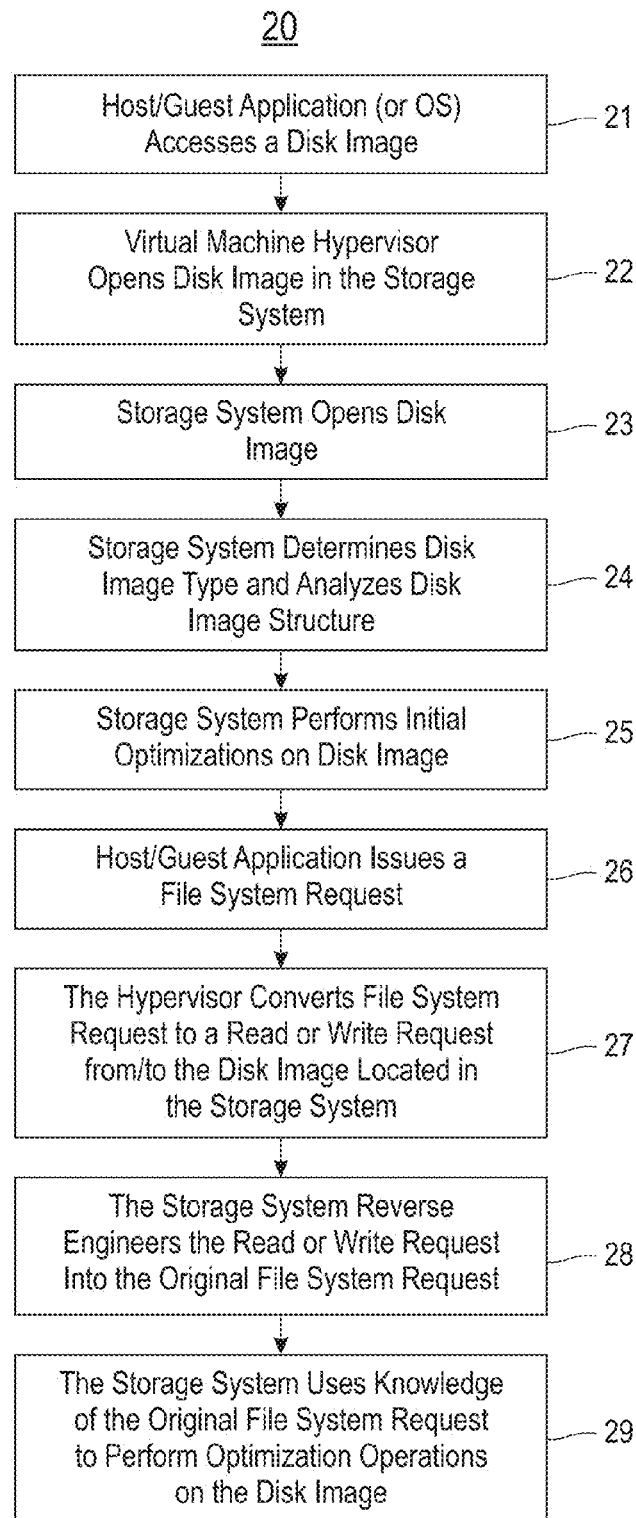 20
Host/Guest Application (or OS)
Accesses a Disk Image
21
Virtual Machine Hypervisor
Opens Disk Image in the Storage
System
22
Storage System Opens Disk
Image
23
Storage System Determines Disk
Image Type and Analyzes Disk
Image Structure
24
Storage System Performs Initial
Optimizations on Disk Image
25
Host/Guest Application Issues a
File System Request
26
The Hypervisor Converts File System
Request to a Read or Write Request
from/to the Disk Image Located in
the Storage System
27
The Storage System Reverse
Engineers the Read or Write Request
Into the Original File System Request
28
The Storage System Uses Knowledge
of the Original File System Request
to Perform Optimization Operations
on the Disk Image
29